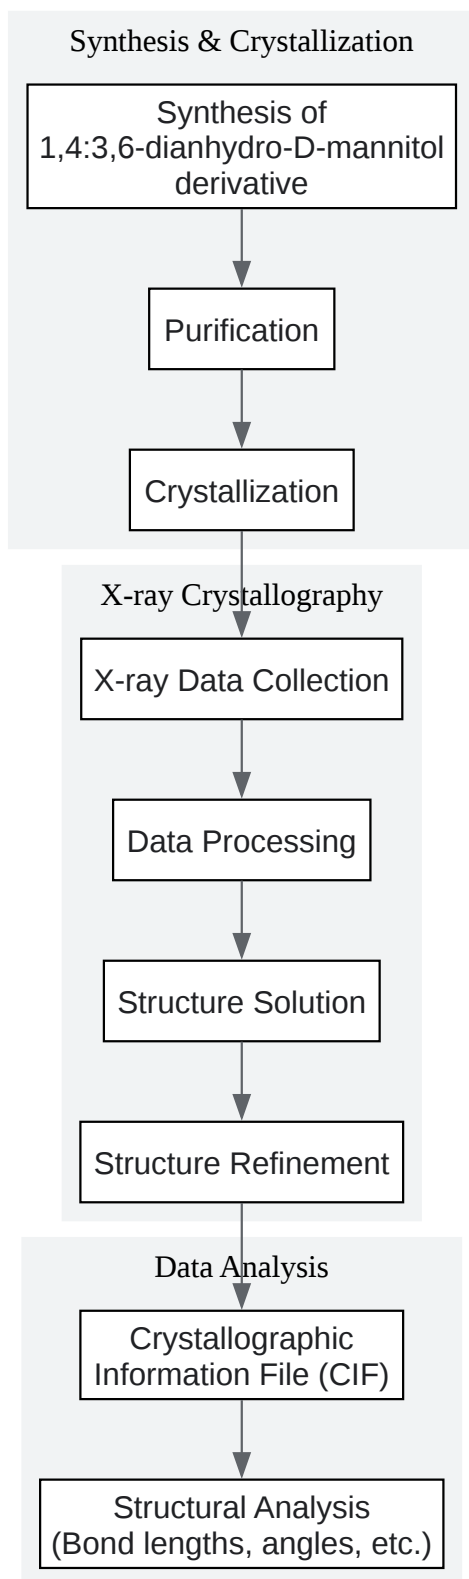 Synthesis & Crystallization
Synthesis of
1,4:3,6-dianhydro-D-mannitol
derivative
Purification
Crystallization
X-ray Crystallography
X-ray Data Collection
Data Processing
Structure Solution
Structure Refinement
Data Analysis
Crystallographic
Information File (CIF)
Structural Analysis
(Bond lengths, angles, etc.)